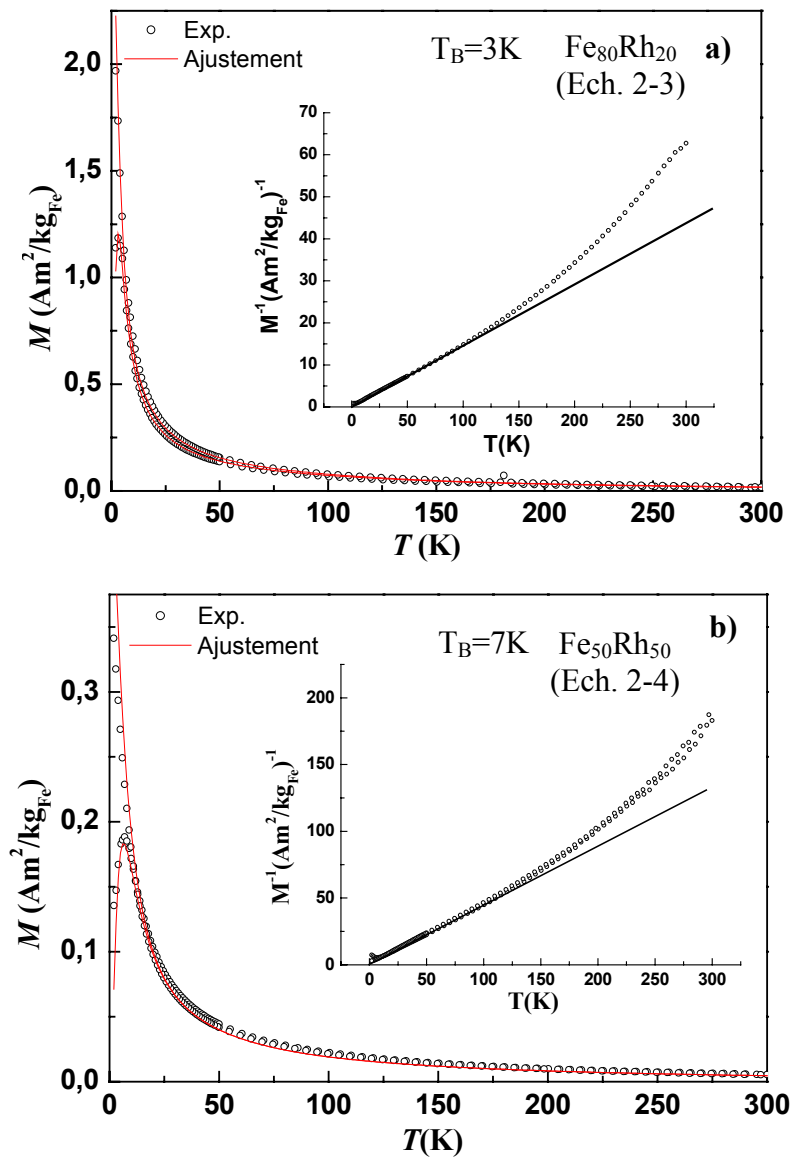 Exp.
Ajustement
T_B=3K Fe₈₀Rh₂₀ a)
(Ech. 2-3)
2,0
1,5
1,0
0,5
0,0
M (Am²/kg_Fe)
70
60
50
40
30
20
10
0
M⁻¹(Am²/kg_Fe)⁻¹
0 50 100 150 200 250 300
T(K)
0 50 100 150 200 250 300
T (K)
Exp.
Ajustement
T_B=7K Fe₅₀Rh₅₀ b)
(Ech. 2-4)
0,3
0,2
0,1
0,0
M (Am²/kg_Fe)
200
150
100
50
0
M⁻¹(Am²/kg_Fe)⁻¹
0 50 100 150 200 250 300
T(K)
0 50 100 150 200 250 300
T(K)